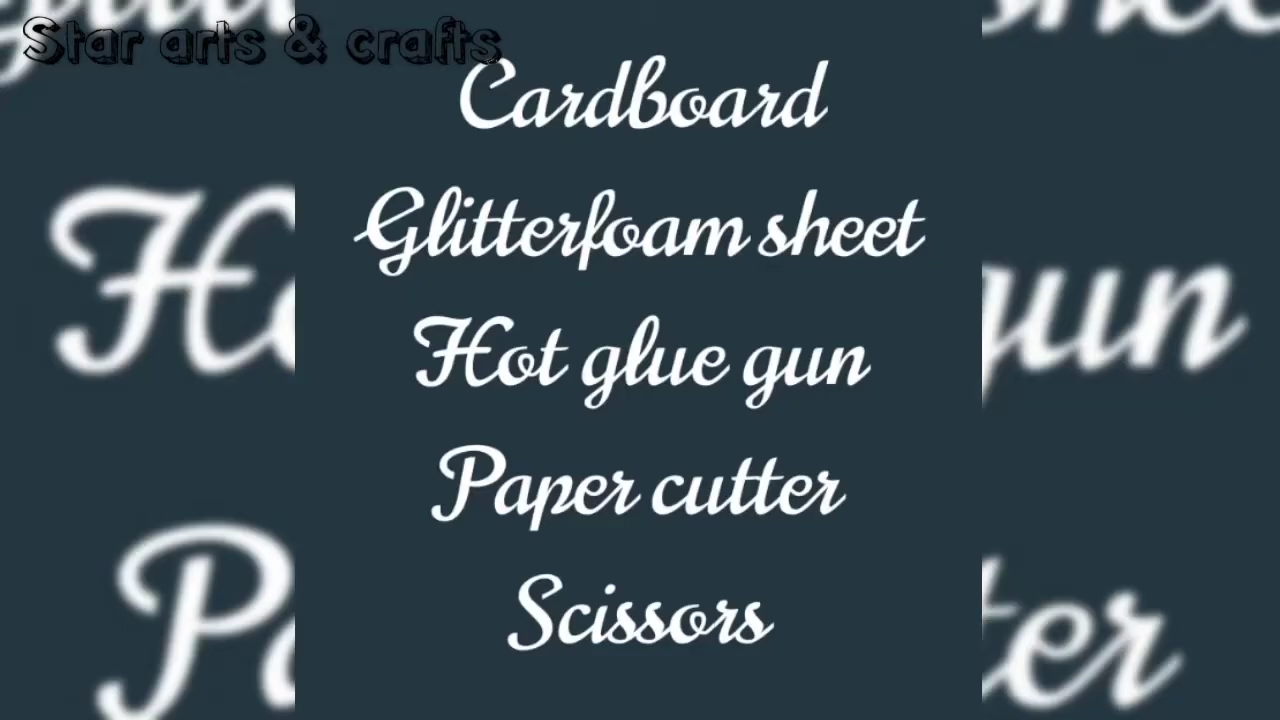 Star arts & crafts
Cardboard
Glitterfoam sheet
Hot glue gun
Paper cutter
Scissors